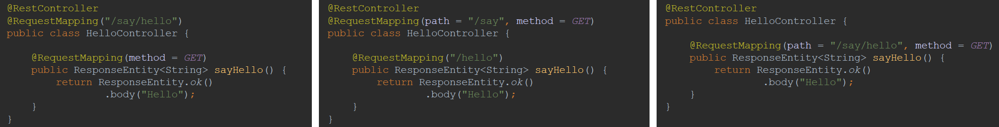 @RestController
@RequestMapping("/say/hello")
public class HelloController {
@RequestMapping(method = GET)
public ResponseEntity<String> sayHello() {
return ResponseEntity.ok()
.body("Hello");
}
}
@RestController
@RequestMapping(path = "/say", method = GET)
public class HelloController {
@RequestMapping("/hello")
public ResponseEntity<String> sayHello() {
return ResponseEntity.ok()
.body("Hello");
}
}
@RestController
public class HelloController {
@RequestMapping(path = "/say/hello", method = GET)
public ResponseEntity<String> sayHello() {
return ResponseEntity.ok()
.body("Hello");
}
}